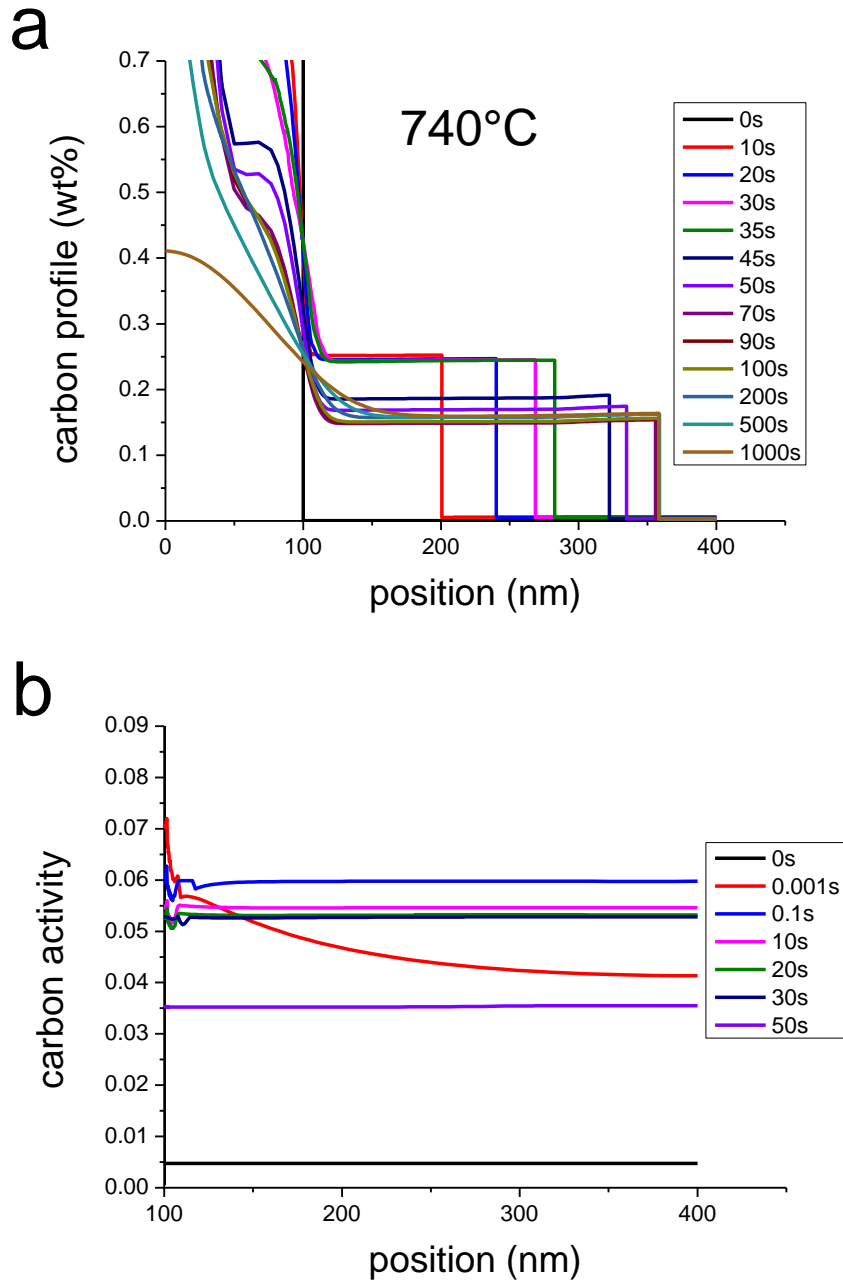 a
0.7
0.6
0.5
0.4
0.3
0.2
0.1
0.0
carbon profile (wt%)
740°C
0s
10s
20s
30s
35s
45s
50s
70s
90s
100s
200s
500s
1000s
0
100
200
300
400
position (nm)
b
0.09
0.08
0.07
0.06
0.05
0.04
0.03
0.02
0.01
0.00
carbon activity
0s
0.001s
0.1s
10s
20s
30s
50s
100
200
300
400
position (nm)